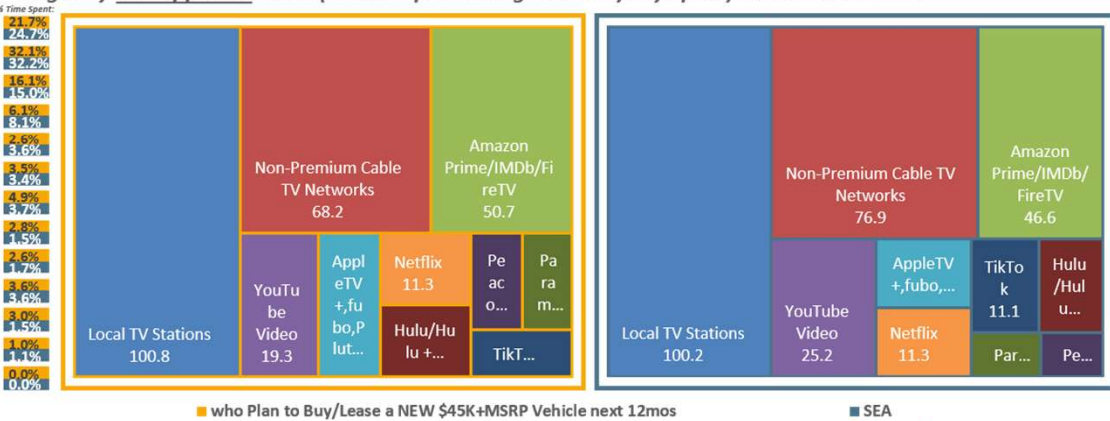 % Time Spent:
21.7%
24.7%
32.1%
32.2%
16.1%
15.0%
6.1%
8.1%
2.6%
3.6%
3.5%
3.4%
4.9%
3.7%
2.8%
1.5%
2.6%
1.7%
3.6%
3.6%
3.0%
1.5%
1.0%
1.1%
0.0%
0.0%
Local TV Stations
100.8
Non-Premium Cable
TV Networks
68.2
Amazon
Prime/IMDb/Fi
reTV
50.7
YouTu
be
Video
19.3
Appl
eTV
+,fu
bo,P
lut...
Netflix
11.3
Hulu/Hu
lu +...
Pe
aco
o...
Pa
ram
m...
TikT...
Local TV Stations
100.2
Non-Premium Cable TV
Networks
76.9
Amazon
Prime/IMDb/
FireTV
46.6
YouTube
Video
25.2
AppleTV
+,fubo,...
Netflix
11.3
TikTo
k
11.1
Hulu
/Hul
u...
Par...
Pe...
who Plan to Buy/Lease a NEW $45K+MSRP Vehicle next 12mos
SEA